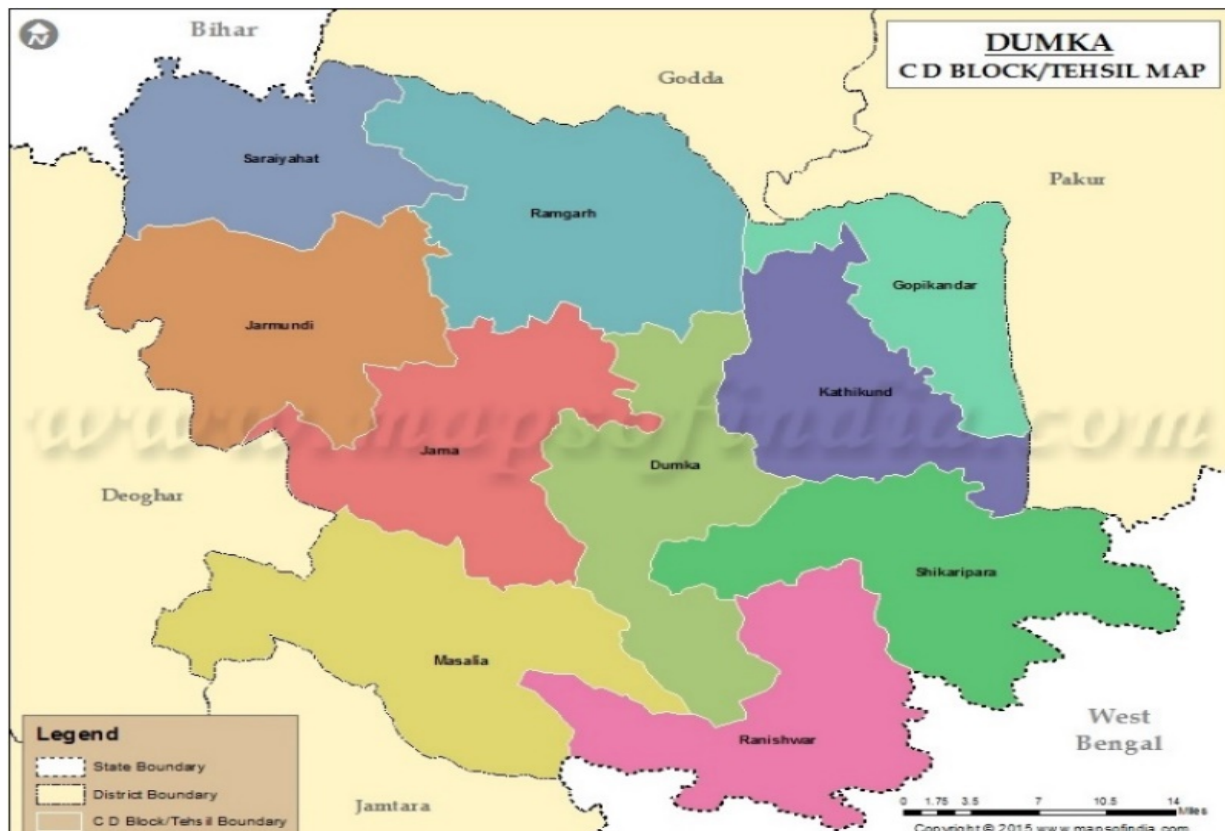 N
Bihar
DUMKA
C D BLOCK/TEHSIL MAP
Godda
Saraiyahat
Pakur
Ramgarh
Gopikandar
Jarmundi
Kathikund
www.mapsofindia.com
Jama
Dumka
Deoghar
Shikaripara
Masalia
West
Bengal
Ranishwar
Legend
State Boundary
District Boundary
C D Block/Tehsil Boundary
Jamtara
0 1.75 3.5 7 10.5 14
Miles
Copyright © 2015 www.mapsofindia.com